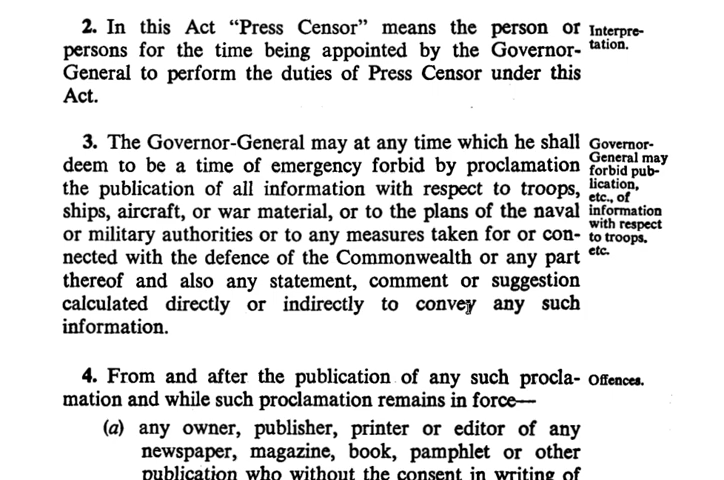 2. In this Act “Press Censor” means the person or
persons for the time being appointed by the Governor-
General to perform the duties of Press Censor under this
Act.
Interpre-
tation.
3. The Governor-General may at any time which he shall
deem to be a time of emergency forbid by proclamation
the publication of all information with respect to troops,
ships, aircraft, or war material, or to the plans of the naval
or military authorities or to any measures taken for or con-
nected with the defence of the Commonwealth or any part
thereof and also any statement, comment or suggestion
calculated directly or indirectly to convey any such
information.
Governor-
General may
forbid pub-
lication,
etc., of
information
with respect
to troops,
etc.
4. From and after the publication of any such procla-
mation and while such proclamation remains in force—
Offences.
(a) any owner, publisher, printer or editor of any
newspaper, magazine, book, pamphlet or other
publication who without the consent in writing of